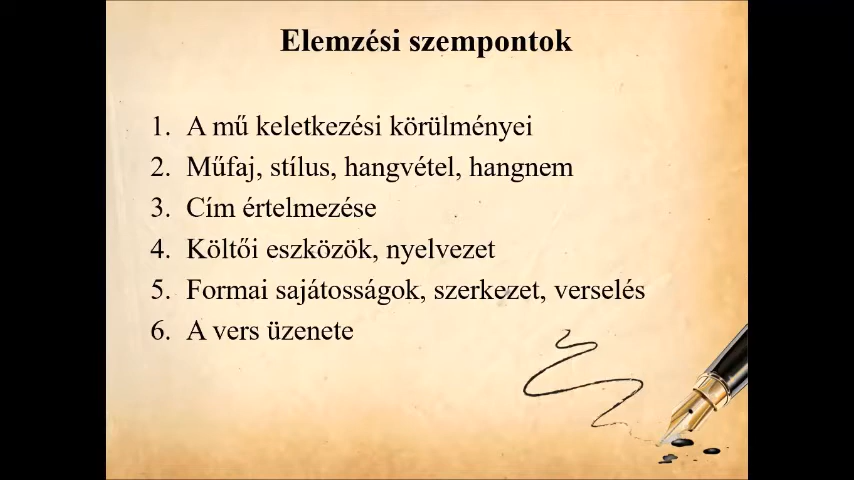 Elemzési szempontok
1. A mű keletkezési körülményei
2. Műfaj, stílus, hangvétel, hangnem
3. Cím értelmezése
4. Költői eszközök, nyelvezet
5. Formai sajátosságok, szerkezet, verselés
6. A vers üzenete